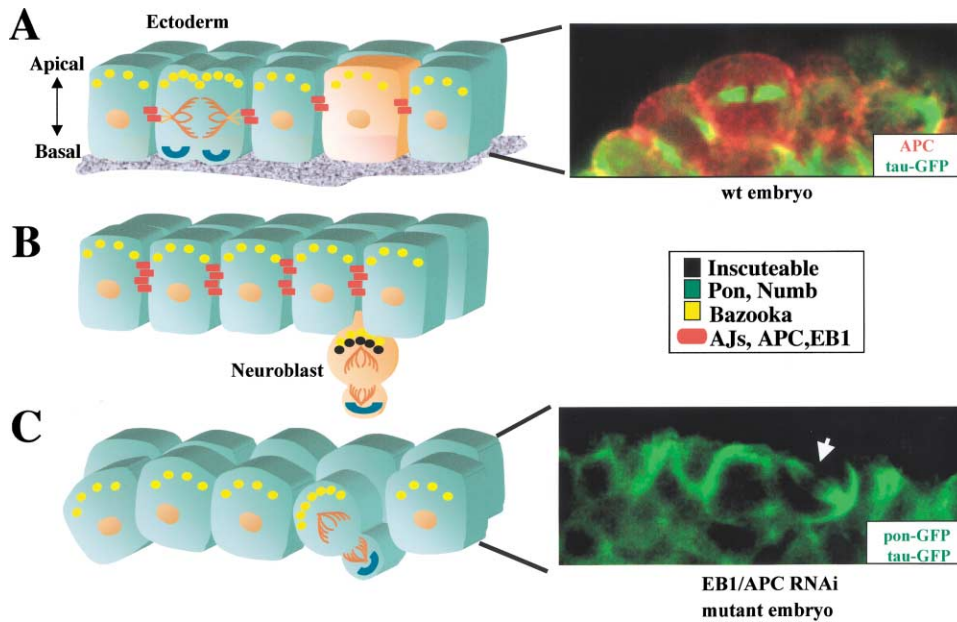 A
Ectoderm
Apical
Basal
APC
tau-GFP
wt embryo
B
Neuroblast
Inscuteable
Pon, Numb
Bazooka
AJs, APC,EB1
C
pon-GFP
tau-GFP
EB1/APC RNAi
mutant embryo